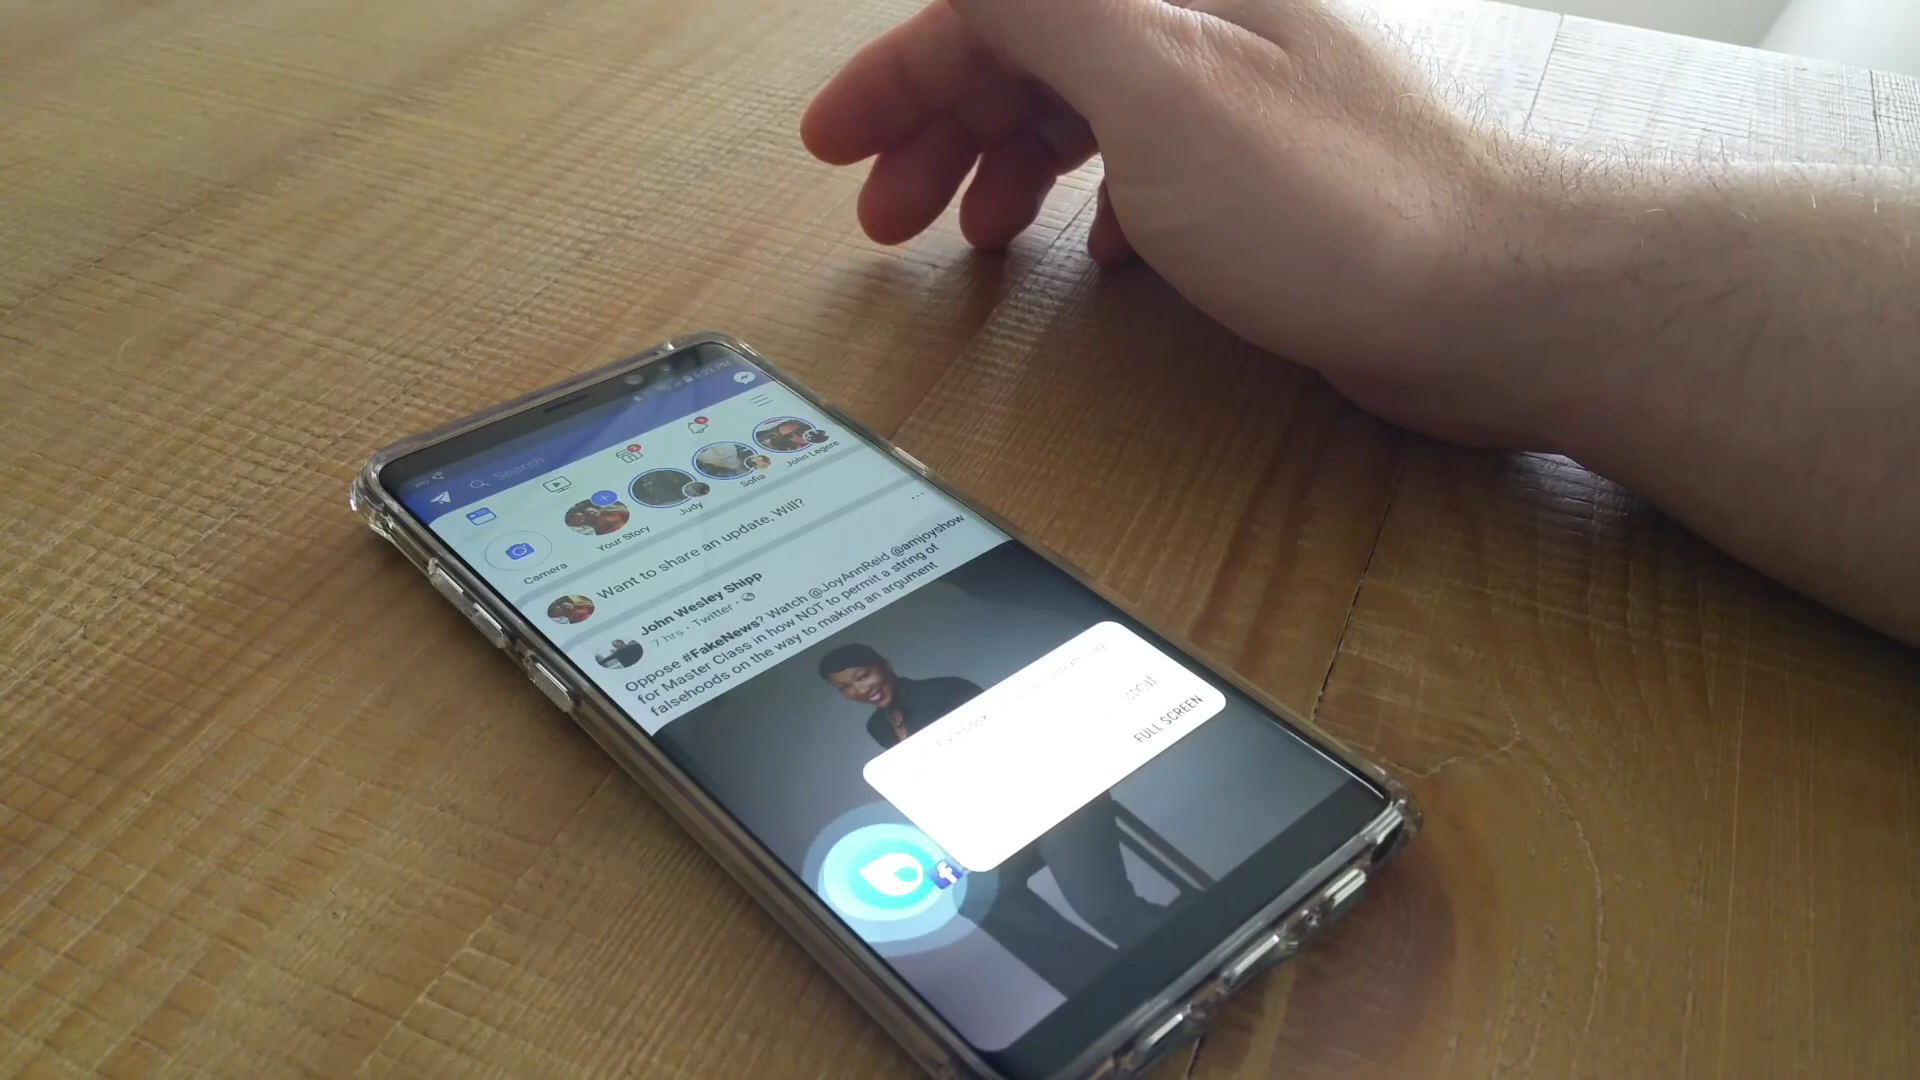 Search
Camera
Your Story
Judy
Sofia
John Legere
Want to share an update, Will?
John Wesley Shipp
7 hrs · Twitter ·
Oppose #FakeNews? Watch @JoyAnnReid @amjoyshow
for Master Class in how NOT to permit a string of
falsehoods on the way to making an argument
FULL SCREEN